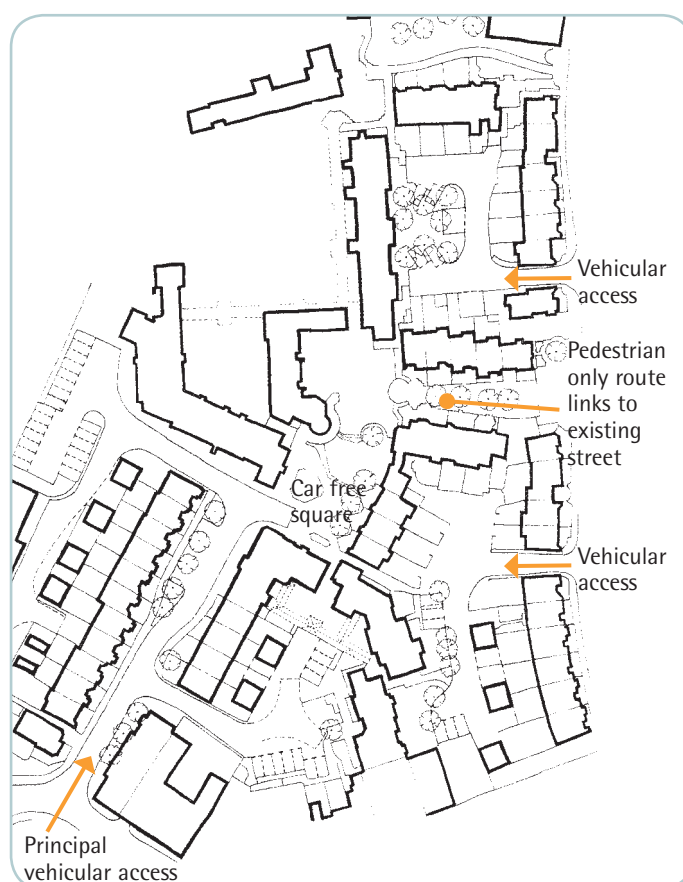 Vehicular
access
Pedestrian
only route
links to
existing
street
Car free
square
Vehicular
access
Principal
vehicular access